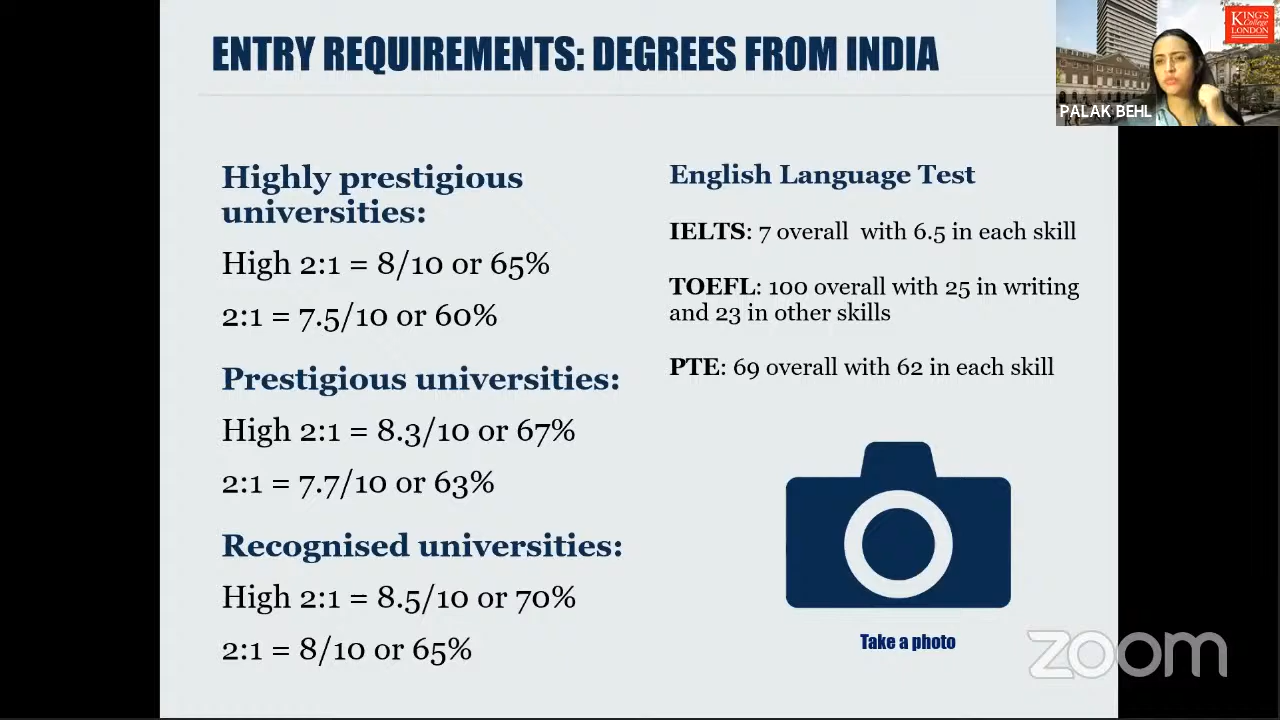 ENTRY REQUIREMENTS: DEGREES FROM INDIA
KING'S
College
LONDON
PALAK BEHL
Highly prestigious
universities:
High 2:1 = 8/10 or 65%
2:1 = 7.5/10 or 60%
Prestigious universities:
High 2:1 = 8.3/10 or 67%
2:1 = 7.7/10 or 63%
Recognised universities:
High 2:1 = 8.5/10 or 70%
2:1 = 8/10 or 65%
English Language Test
IELTS: 7 overall with 6.5 in each skill
TOEFL: 100 overall with 25 in writing
and 23 in other skills
PTE: 69 overall with 62 in each skill
Take a photo
zoom